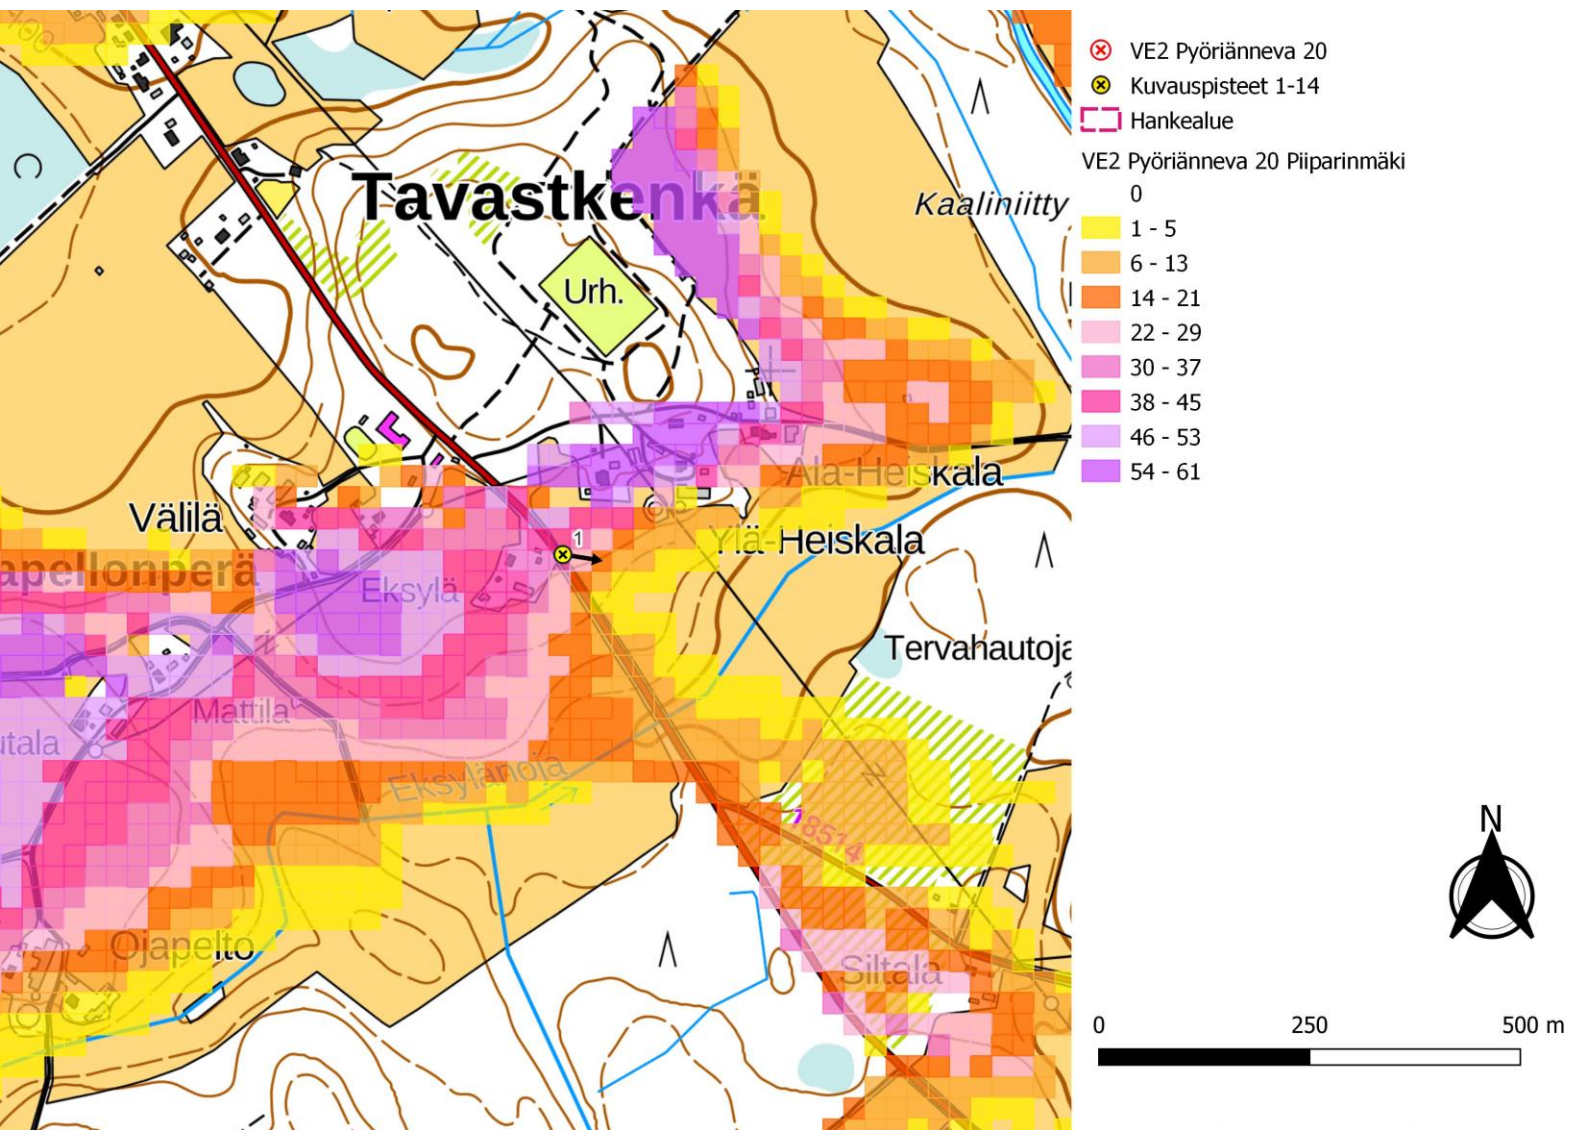 Tavastkenkä
Kaaliniitty
Urh.
Välilä
Ala-Heiskala
1
Ylä-Heiskala
apellonperä
Eksylä
Tervahautoja
Mattila
utala
Eksylänoja
18514
Ojapelto
Siltala
VE2 Pyöriänneva 20
Kuvauspisteet 1-14
Hankealue
VE2 Pyöriänneva 20 Piiparinmäki
0
1 - 5
6 - 13
14 - 21
22 - 29
30 - 37
38 - 45
46 - 53
54 - 61
N
0 250 500 m